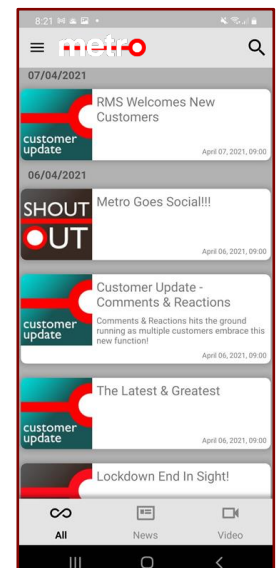 8:21
metro
07/04/2021
RMS Welcomes New
Customers
customer
update
April 07, 2021, 09:00
06/04/2021
SHOUT
OUT
Metro Goes Social!!!
April 06, 2021, 09:00
Customer Update -
Comments & Reactions
Comments & Reactions hits the ground
running as multiple customers embrace this
new function!
customer
update
April 06, 2021, 09:00
The Latest & Greatest
customer
update
April 06, 2021, 09:00
Lockdown End In Sight!
All
News
Video